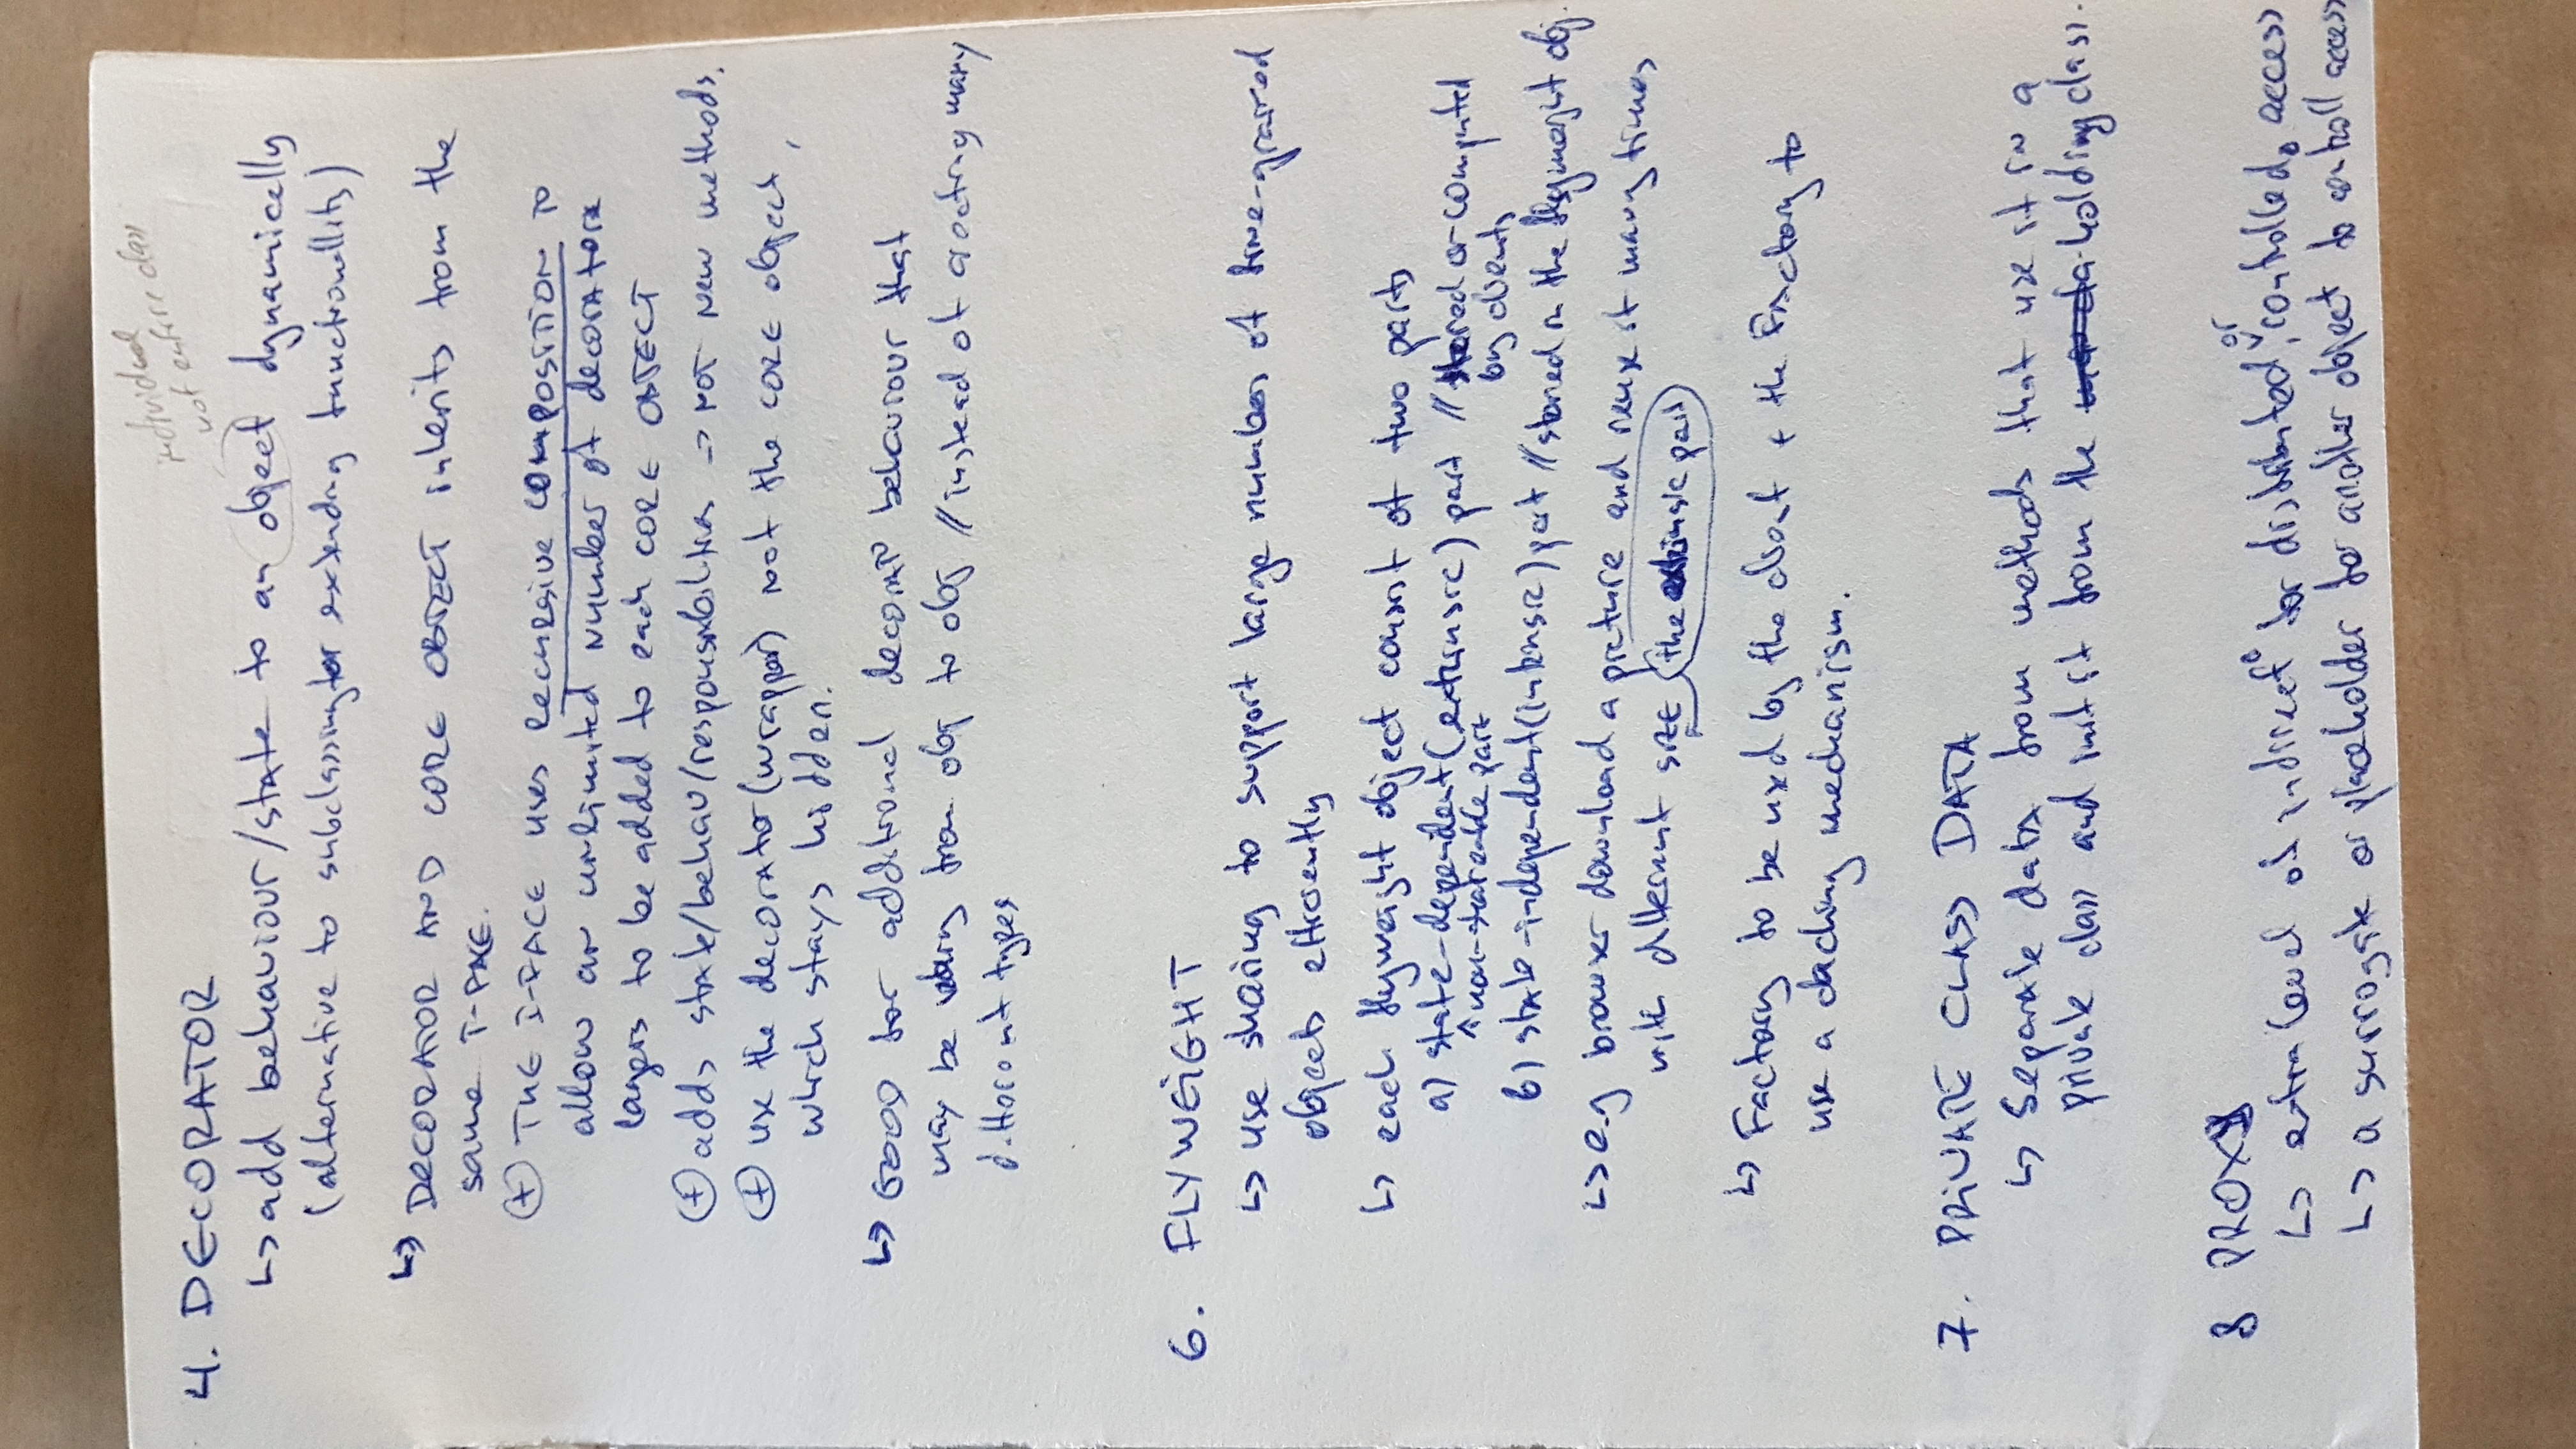 individual
not entire class
4. DECORATOR
↳ add behaviour/state to an object dynamically
(alternative to subclassing for extending functionallity)
↳ DECORATOR AND CORE OBJECT inherits from the
same I-FACE.
⊕ THE I-FACE uses recursive composition to
allow an unlimited number of decorators
layers to be added to each CORE OBJECT
⊕ adds state/behav/responsibilities → NOT new methods.
⊕ use the decorator (wrapper) not the CORE object,
which stays hidden.
↳ GOOD for additional behaviour that
may be vary from obj to obj // instead of creating many
different types
6. FLYWEIGHT
↳ use sharing to support large numbers of fine-grained
objects efficiently
↳ each flyweight object consist of two parts
a) state-dependent (extrinsic) part // stored or computed
↑ non-shareable part by clients
b) state-independent (intrinsic) part // stored in the flyweight obj.
↳ e.g browser download a picture and reuse it many times
with different size (the extrinsic part)
↳ Factory to be used by the client + the Factory to
use a caching mechanism.
7. PRIVATE CLASS DATA
↳ Separate data from methods that use it in a
private class and init it from the holding class.
8 PROXY
↳ extra level of indirect° for distributed, or controlled access
↳ a surrogate or placeholder for another object to controll access